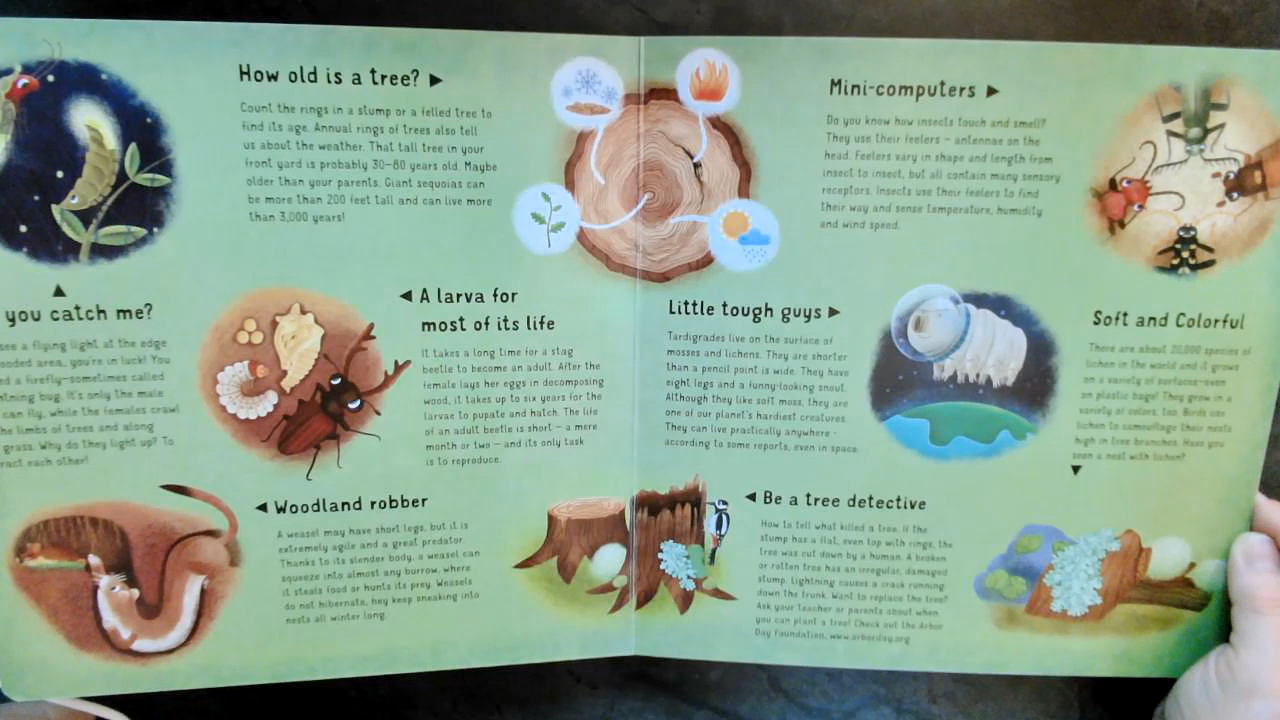 How old is a tree? ▶
Count the rings in a stump or a felled tree to
find its age. Annual rings of trees also tell
us about the weather. That tall tree in your
front yard is probably 30–80 years old. Maybe
older than your parents. Giant sequoias can
be more than 200 feet tall and can live more
than 3,000 years!
you catch me?
see a flying light at the edge
ooded area, you're in luck! You
ed a firefly–sometimes called
htning bug. It's only the male
can fly, while the females crawl
he limbs of trees and along
grass. Why do they light up? To
ract each other!
◀ A larva for
most of its life
It takes a long time for a stag
beetle to become an adult. After the
female lays her eggs in decomposing
wood, it takes up to six years for the
larvae to pupate and hatch. The life
of an adult beetle is short – a mere
month or two – and its only task
is to reproduce.
◀ Woodland robber
A weasel may have short legs, but it is
extremely agile and a great predator.
Thanks to its slender body, a weasel can
squeeze into almost any burrow, where
it steals food or hunts its prey. Weasels
do not hibernate, hey keep sneaking into
nests all winter long.
Mini-computers ▶
Do you know how insects touch and smell?
They use their feelers – antennae on the
head. Feelers vary in shape and length from
insect to insect, but all contain many sensory
receptors. Insects use their feelers to find
their way and sense temperature, humidity
and wind speed.
Little tough guys ▶
Tardigrades live on the surface of
mosses and lichens. They are shorter
than a pencil point is wide. They have
eight legs and a funny-looking snout.
Although they like soft moss, they are
one of our planet's hardiest creatures.
They can live practically anywhere -
according to some reports, even in space.
Soft and Colorful
There are about 20,000 species of
lichen in the world and it grows
on a variety of surfaces–even
on plastic bags! They grow in a
variety of colors, too. Birds use
lichen to camouflage their nests
high in tree branches. Have you
seen a nest with lichen?
◀ Be a tree detective
How to tell what killed a tree. If the
stump has a flat, even top with rings, the
tree was cut down by a human. A broken
or rotten tree has an irregular, damaged
stump. Lightning causes a crack running
down the trunk. Want to replace the tree?
Ask your teacher or parents about when
you can plant a tree! Check out the Arbor
Day Foundation, www.arborday.org